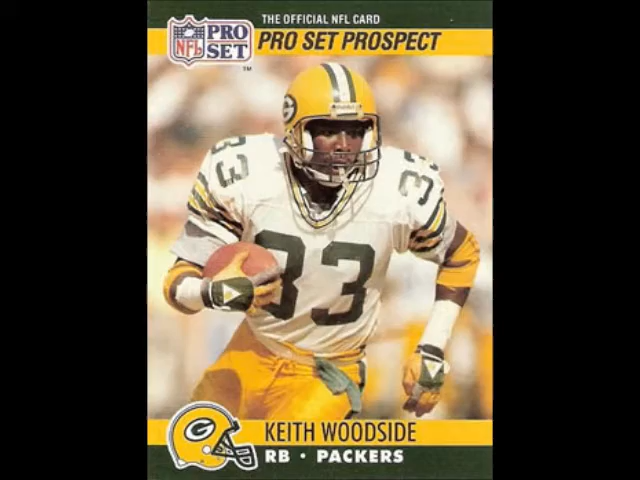 THE OFFICIAL NFL CARD
NFL PRO SET
TM
PRO SET PROSPECT
G
33 33
33
G
KEITH WOODSIDE
RB • PACKERS